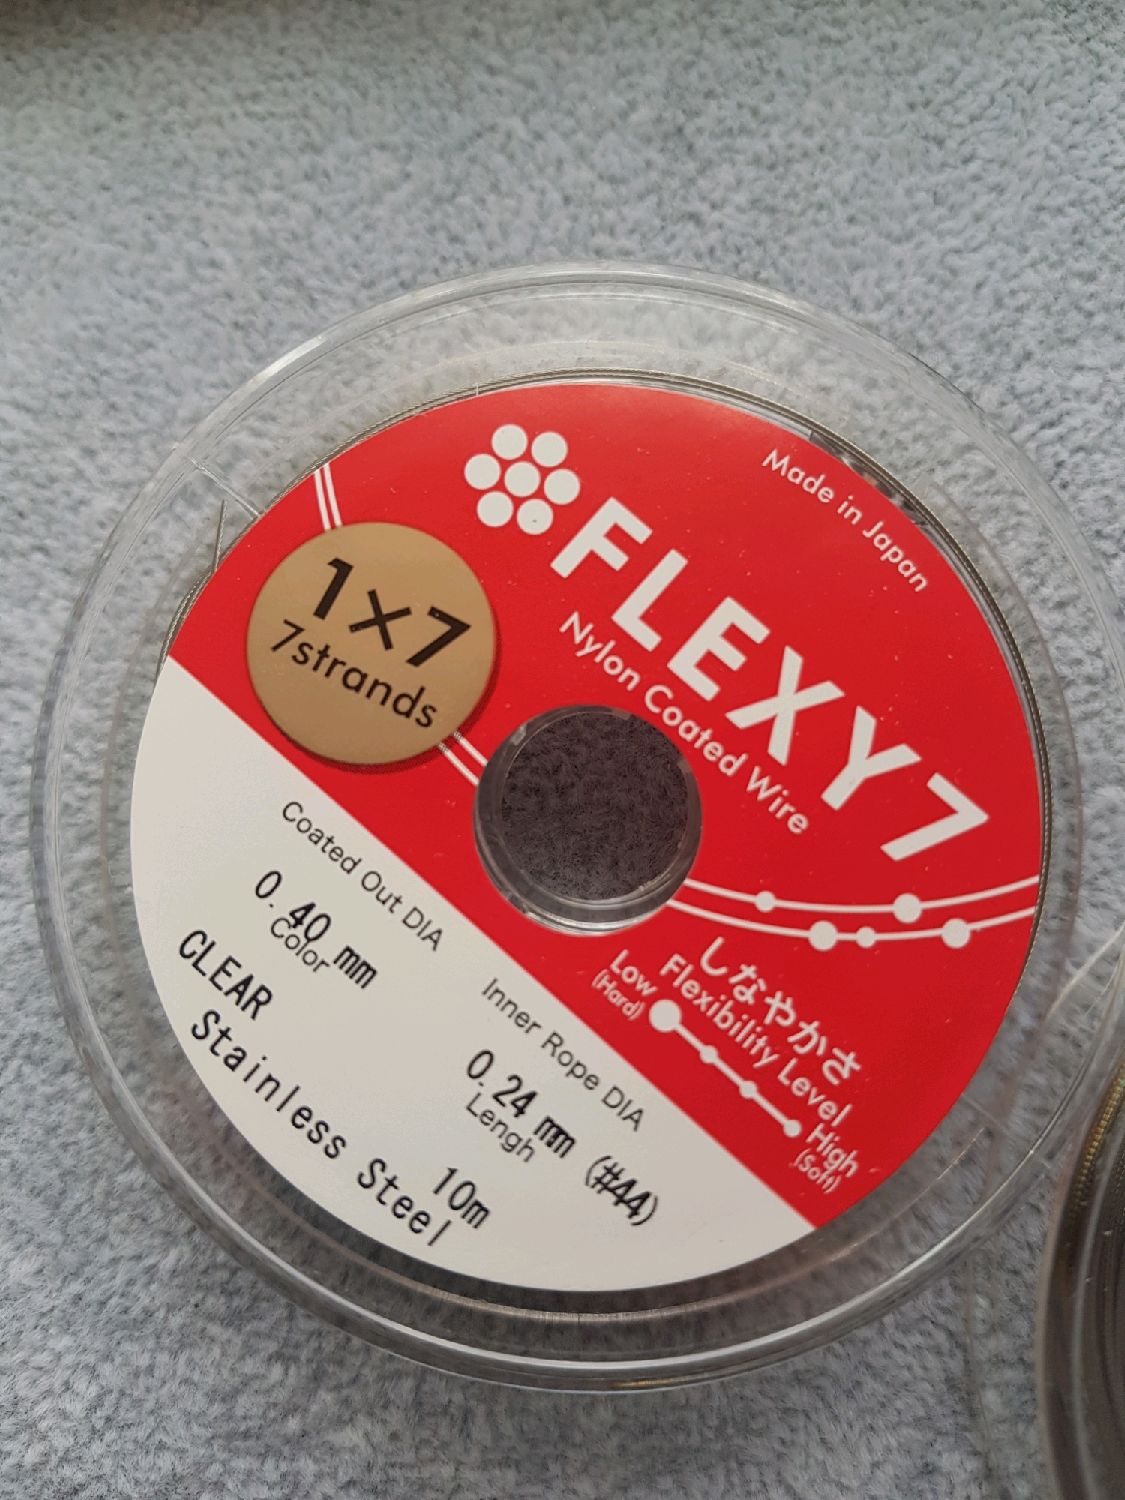 Made in Japan
FLEXY7
Nylon Coated Wire
1×7
7strands
しなやかさ
Flexibility Level
Low
(Hard)
High
(Soft)
Coated Out DIA
0.40 mm
Inner Rope DIA
0.24 mm (#44)
Color
CLEAR
Lengh
10m
Stainless Steel